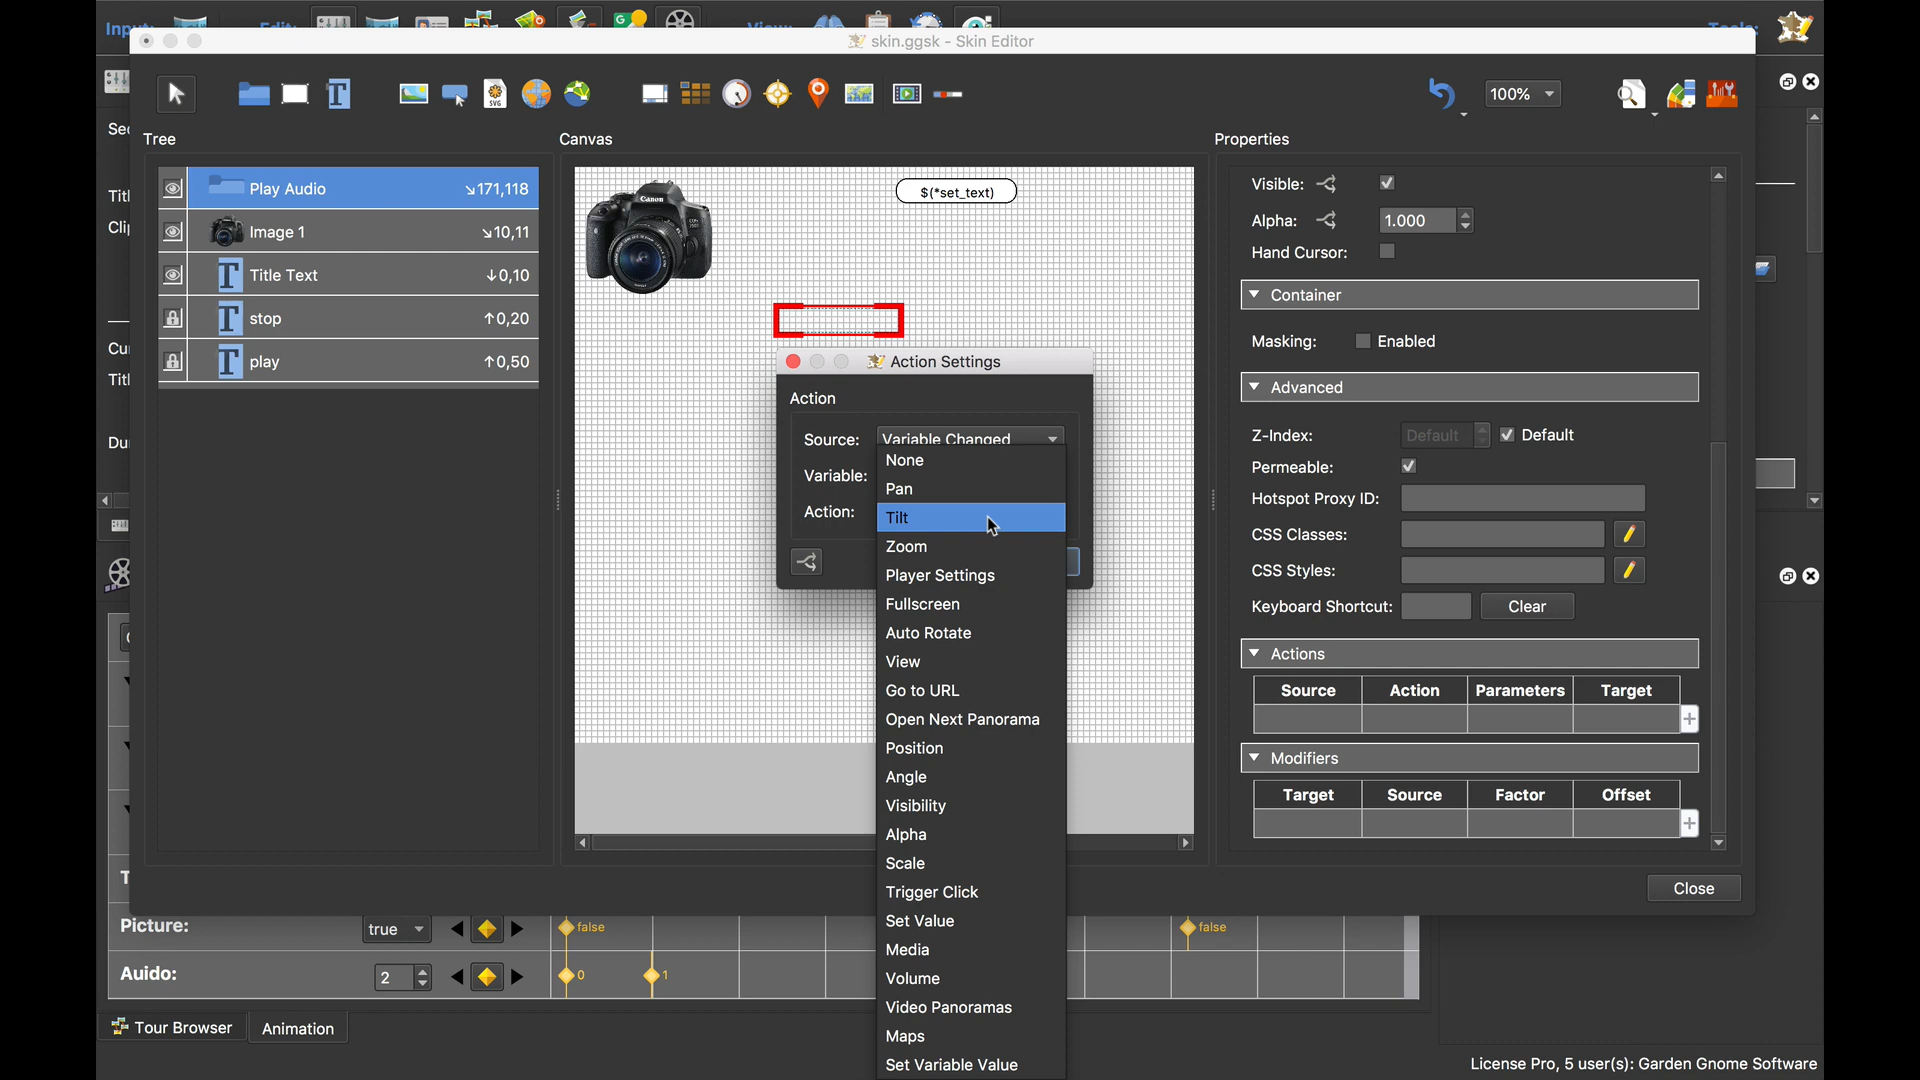 Input:
Edit:
View:
Tools:
skin.ggsk - Skin Editor
SVG
100%
Tree
Canvas
Properties
Play Audio
171,118
Image 1
10,11
Title Text
0,10
stop
0,20
play
0,50
Canon
$(*set_text)
Action Settings
Action
Source:
Variable Changed
Variable:
Action:
None
Pan
Tilt
Zoom
Player Settings
Fullscreen
Auto Rotate
View
Go to URL
Open Next Panorama
Position
Angle
Visibility
Alpha
Scale
Trigger Click
Set Value
Media
Volume
Video Panoramas
Maps
Set Variable Value
Visible:
Alpha:
1.000
Hand Cursor:
Container
Masking:
Enabled
Advanced
Z-Index:
Default
Default
Permeable:
Hotspot Proxy ID:
CSS Classes:
CSS Styles:
Keyboard Shortcut:
Clear
Actions
Source Action Parameters Target
Modifiers
Target Source Factor Offset
Close
Picture:
true
false
false
Auido:
2
0
1
Tour Browser
Animation
License Pro, 5 user(s): Garden Gnome Software